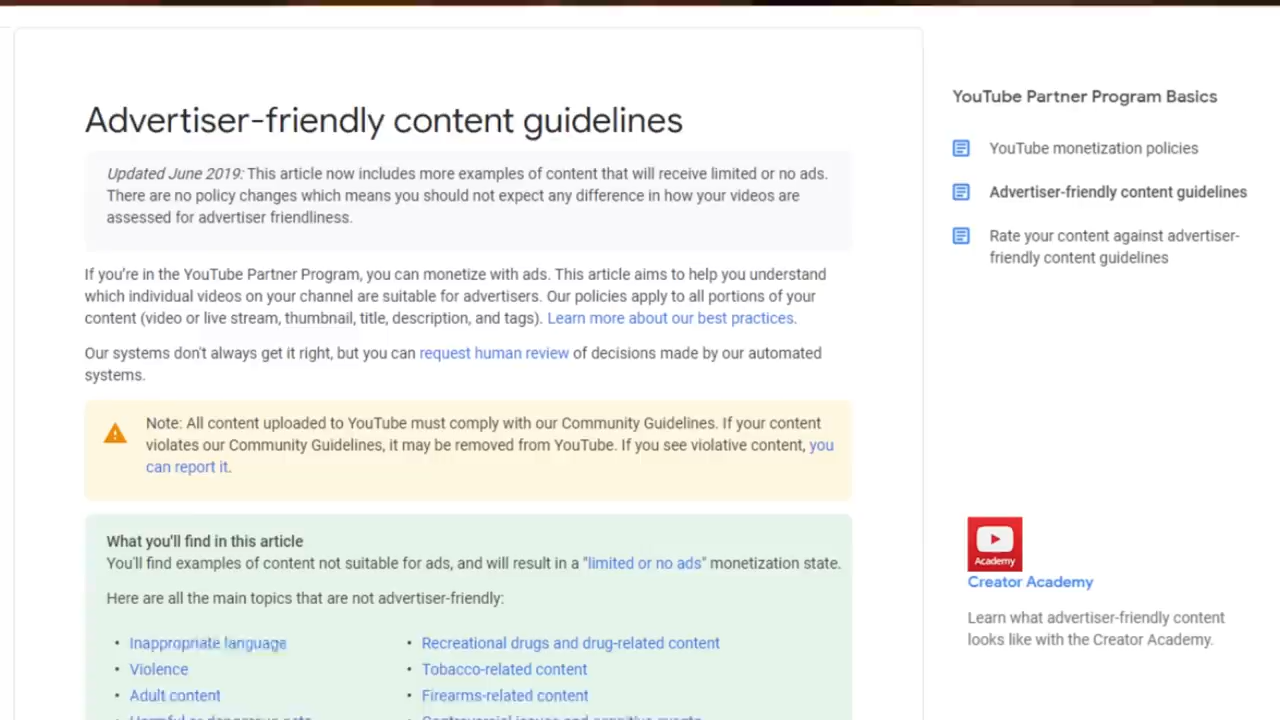 Advertiser-friendly content guidelines
Updated June 2019: This article now includes more examples of content that will receive limited or no ads.
There are no policy changes which means you should not expect any difference in how your videos are
assessed for advertiser friendliness.
If you're in the YouTube Partner Program, you can monetize with ads. This article aims to help you understand
which individual videos on your channel are suitable for advertisers. Our policies apply to all portions of your
content (video or live stream, thumbnail, title, description, and tags). Learn more about our best practices.
Our systems don't always get it right, but you can request human review of decisions made by our automated
systems.
Note: All content uploaded to YouTube must comply with our Community Guidelines. If your content
violates our Community Guidelines, it may be removed from YouTube. If you see violative content, you
can report it.
What you'll find in this article
You'll find examples of content not suitable for ads, and will result in a "limited or no ads" monetization state.
Here are all the main topics that are not advertiser-friendly:
• Inappropriate language
• Violence
• Adult content
• Harmful or dangerous acts
• Recreational drugs and drug-related content
• Tobacco-related content
• Firearms-related content
• Controversial issues and sensitive events
YouTube Partner Program Basics
YouTube monetization policies
Advertiser-friendly content guidelines
Rate your content against advertiser-
friendly content guidelines
Academy
Creator Academy
Learn what advertiser-friendly content
looks like with the Creator Academy.